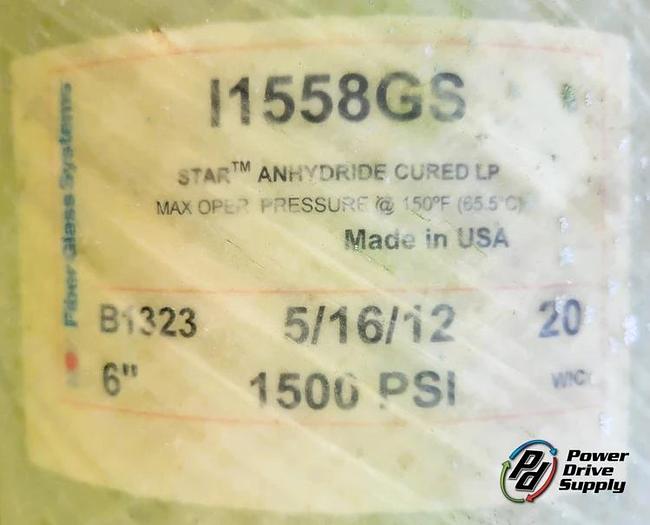 I1558GS
STAR™ ANHYDRIDE CURED LP
MAX OPER PRESSURE @ 150°F (65.5°C)
Made in USA
Fiber Glass Systems
B1323 5/16/12 20
6" 1500 PSI
Pd Power
Drive
Supply